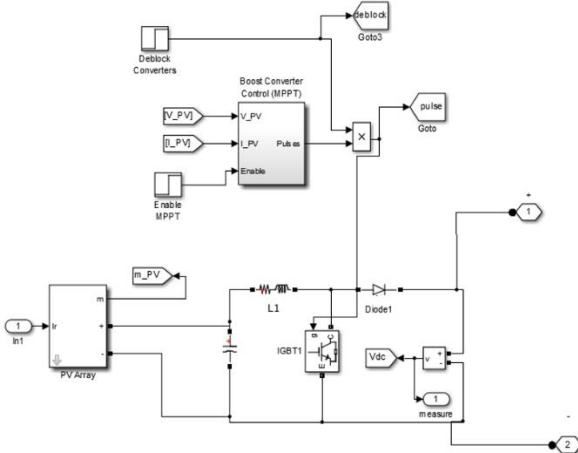 deblock
Goto3
Deblock
Converters
Boost Converter
Control (MPPT)
[V_PV]
V_PV
[I_PV]
I_PV
Pulses
Enable
×
pulse
Goto
Enable
MPPT
+
1
m_PV
L1
Diode1
m
1
In1
Ir
+
-
PV Array
+
g
C
E
IGBT1
Vdc
v
+
-
1
measure
-
2